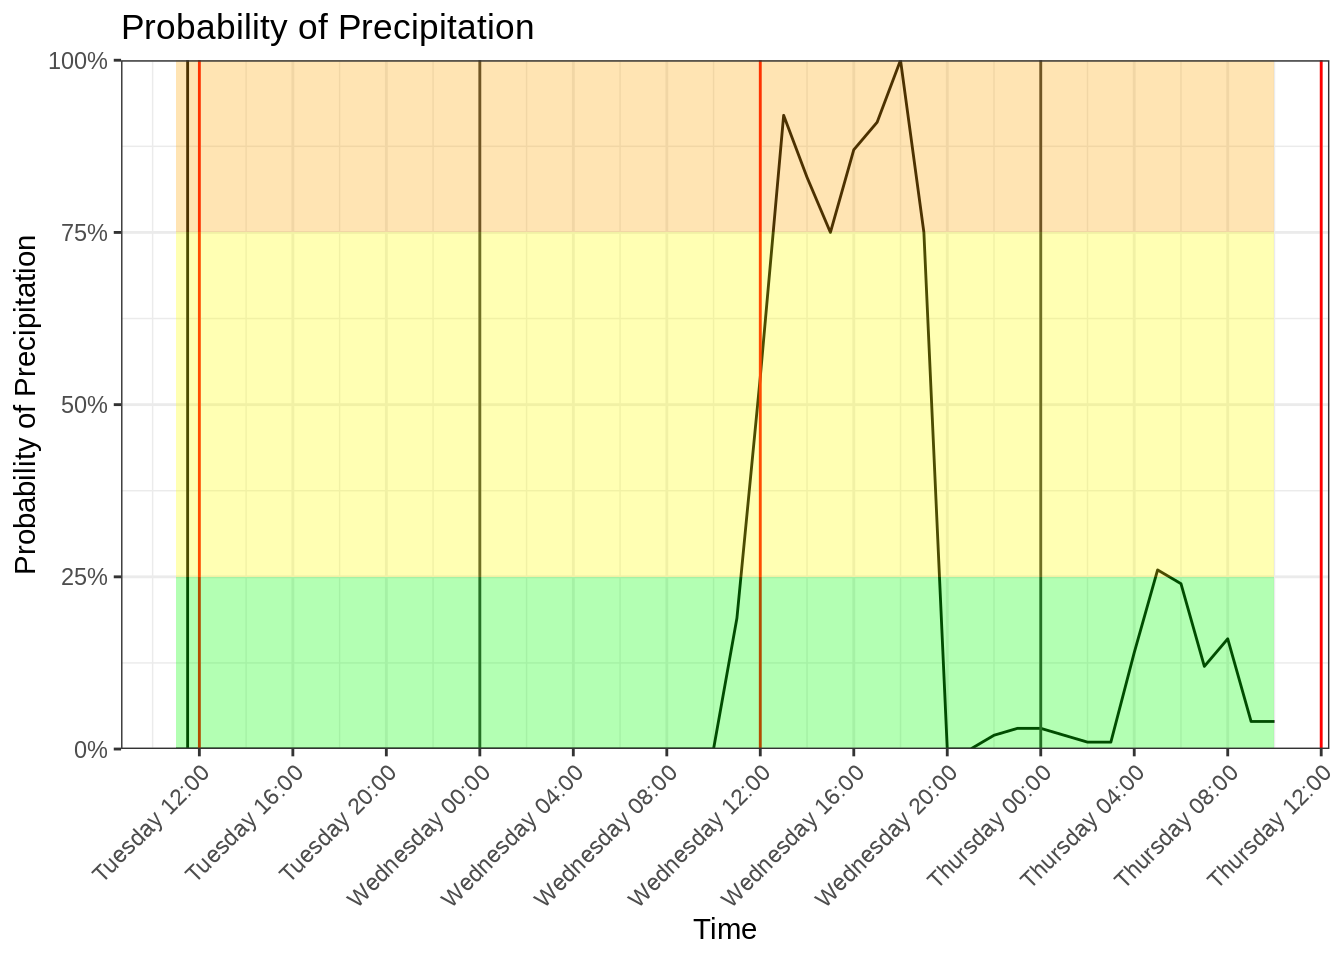 Probability of Precipitation
Probability of Precipitation
100%
75%
50%
25%
0%
Tuesday 12:00
Tuesday 16:00
Tuesday 20:00
Wednesday 00:00
Wednesday 04:00
Wednesday 08:00
Wednesday 12:00
Wednesday 16:00
Wednesday 20:00
Thursday 00:00
Thursday 04:00
Thursday 08:00
Thursday 12:00
Time